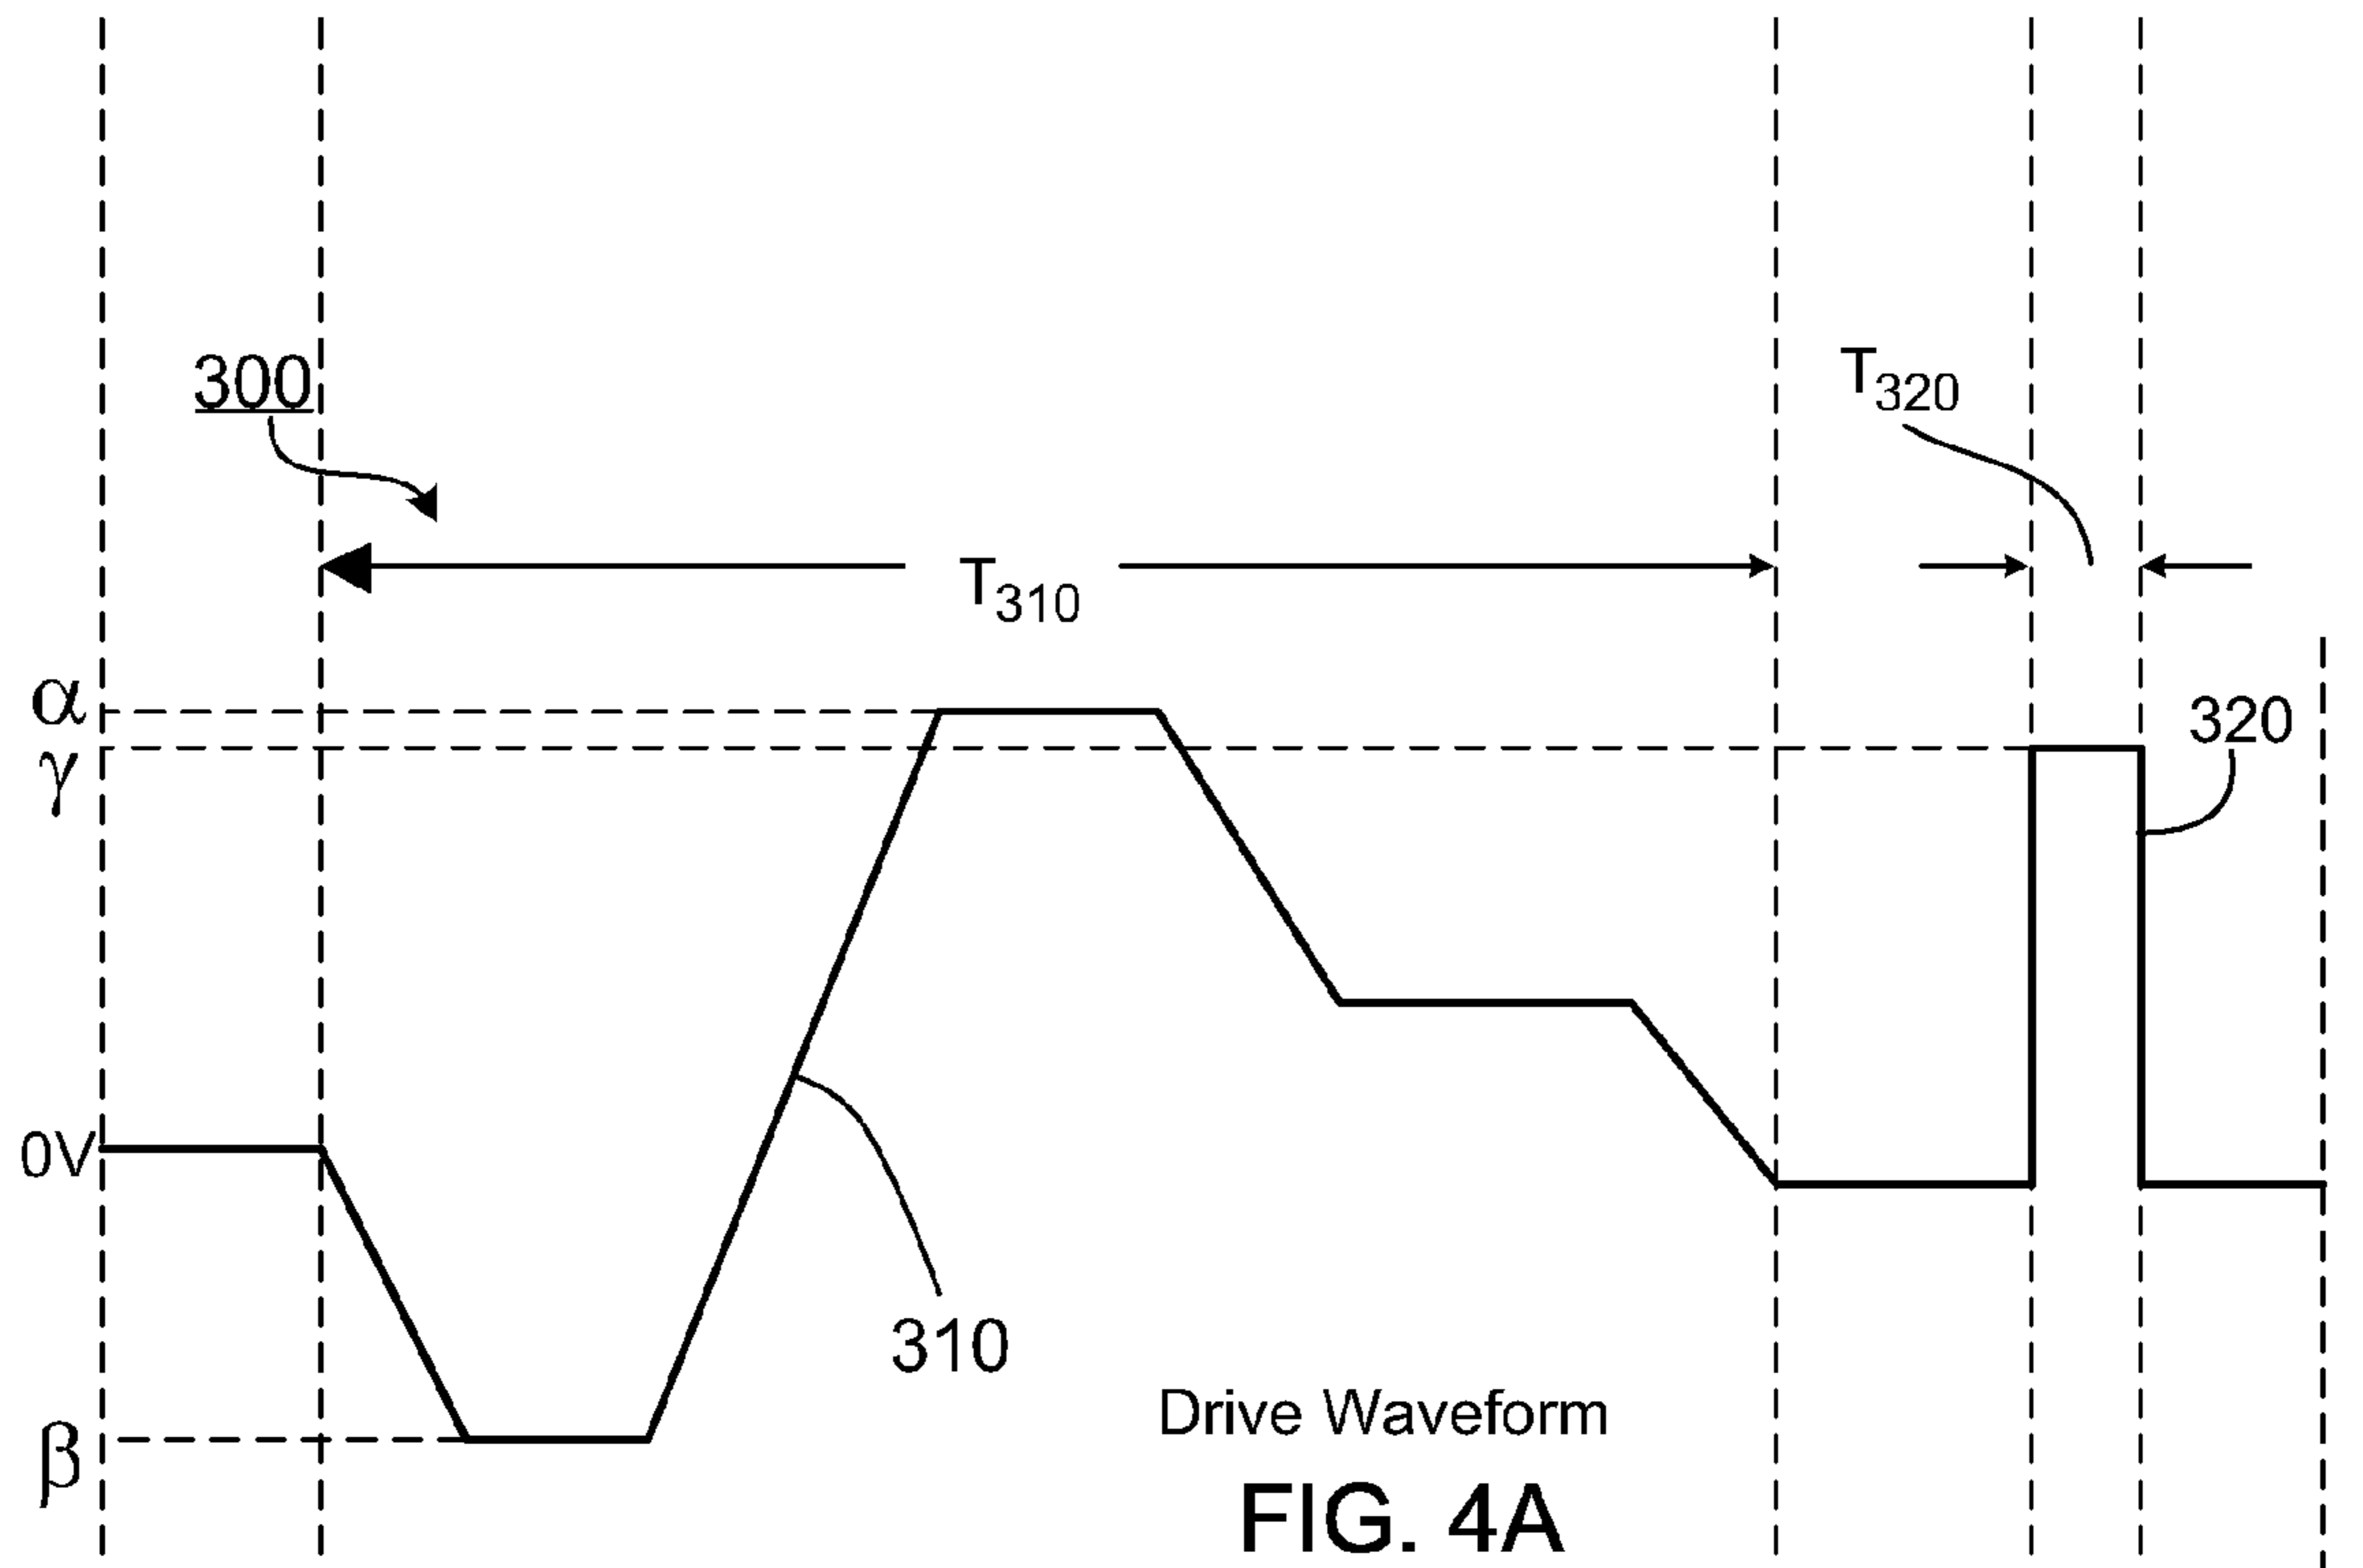 300
T320
T310
α
γ
320
0V
310
β
Drive Waveform
FIG. 4A